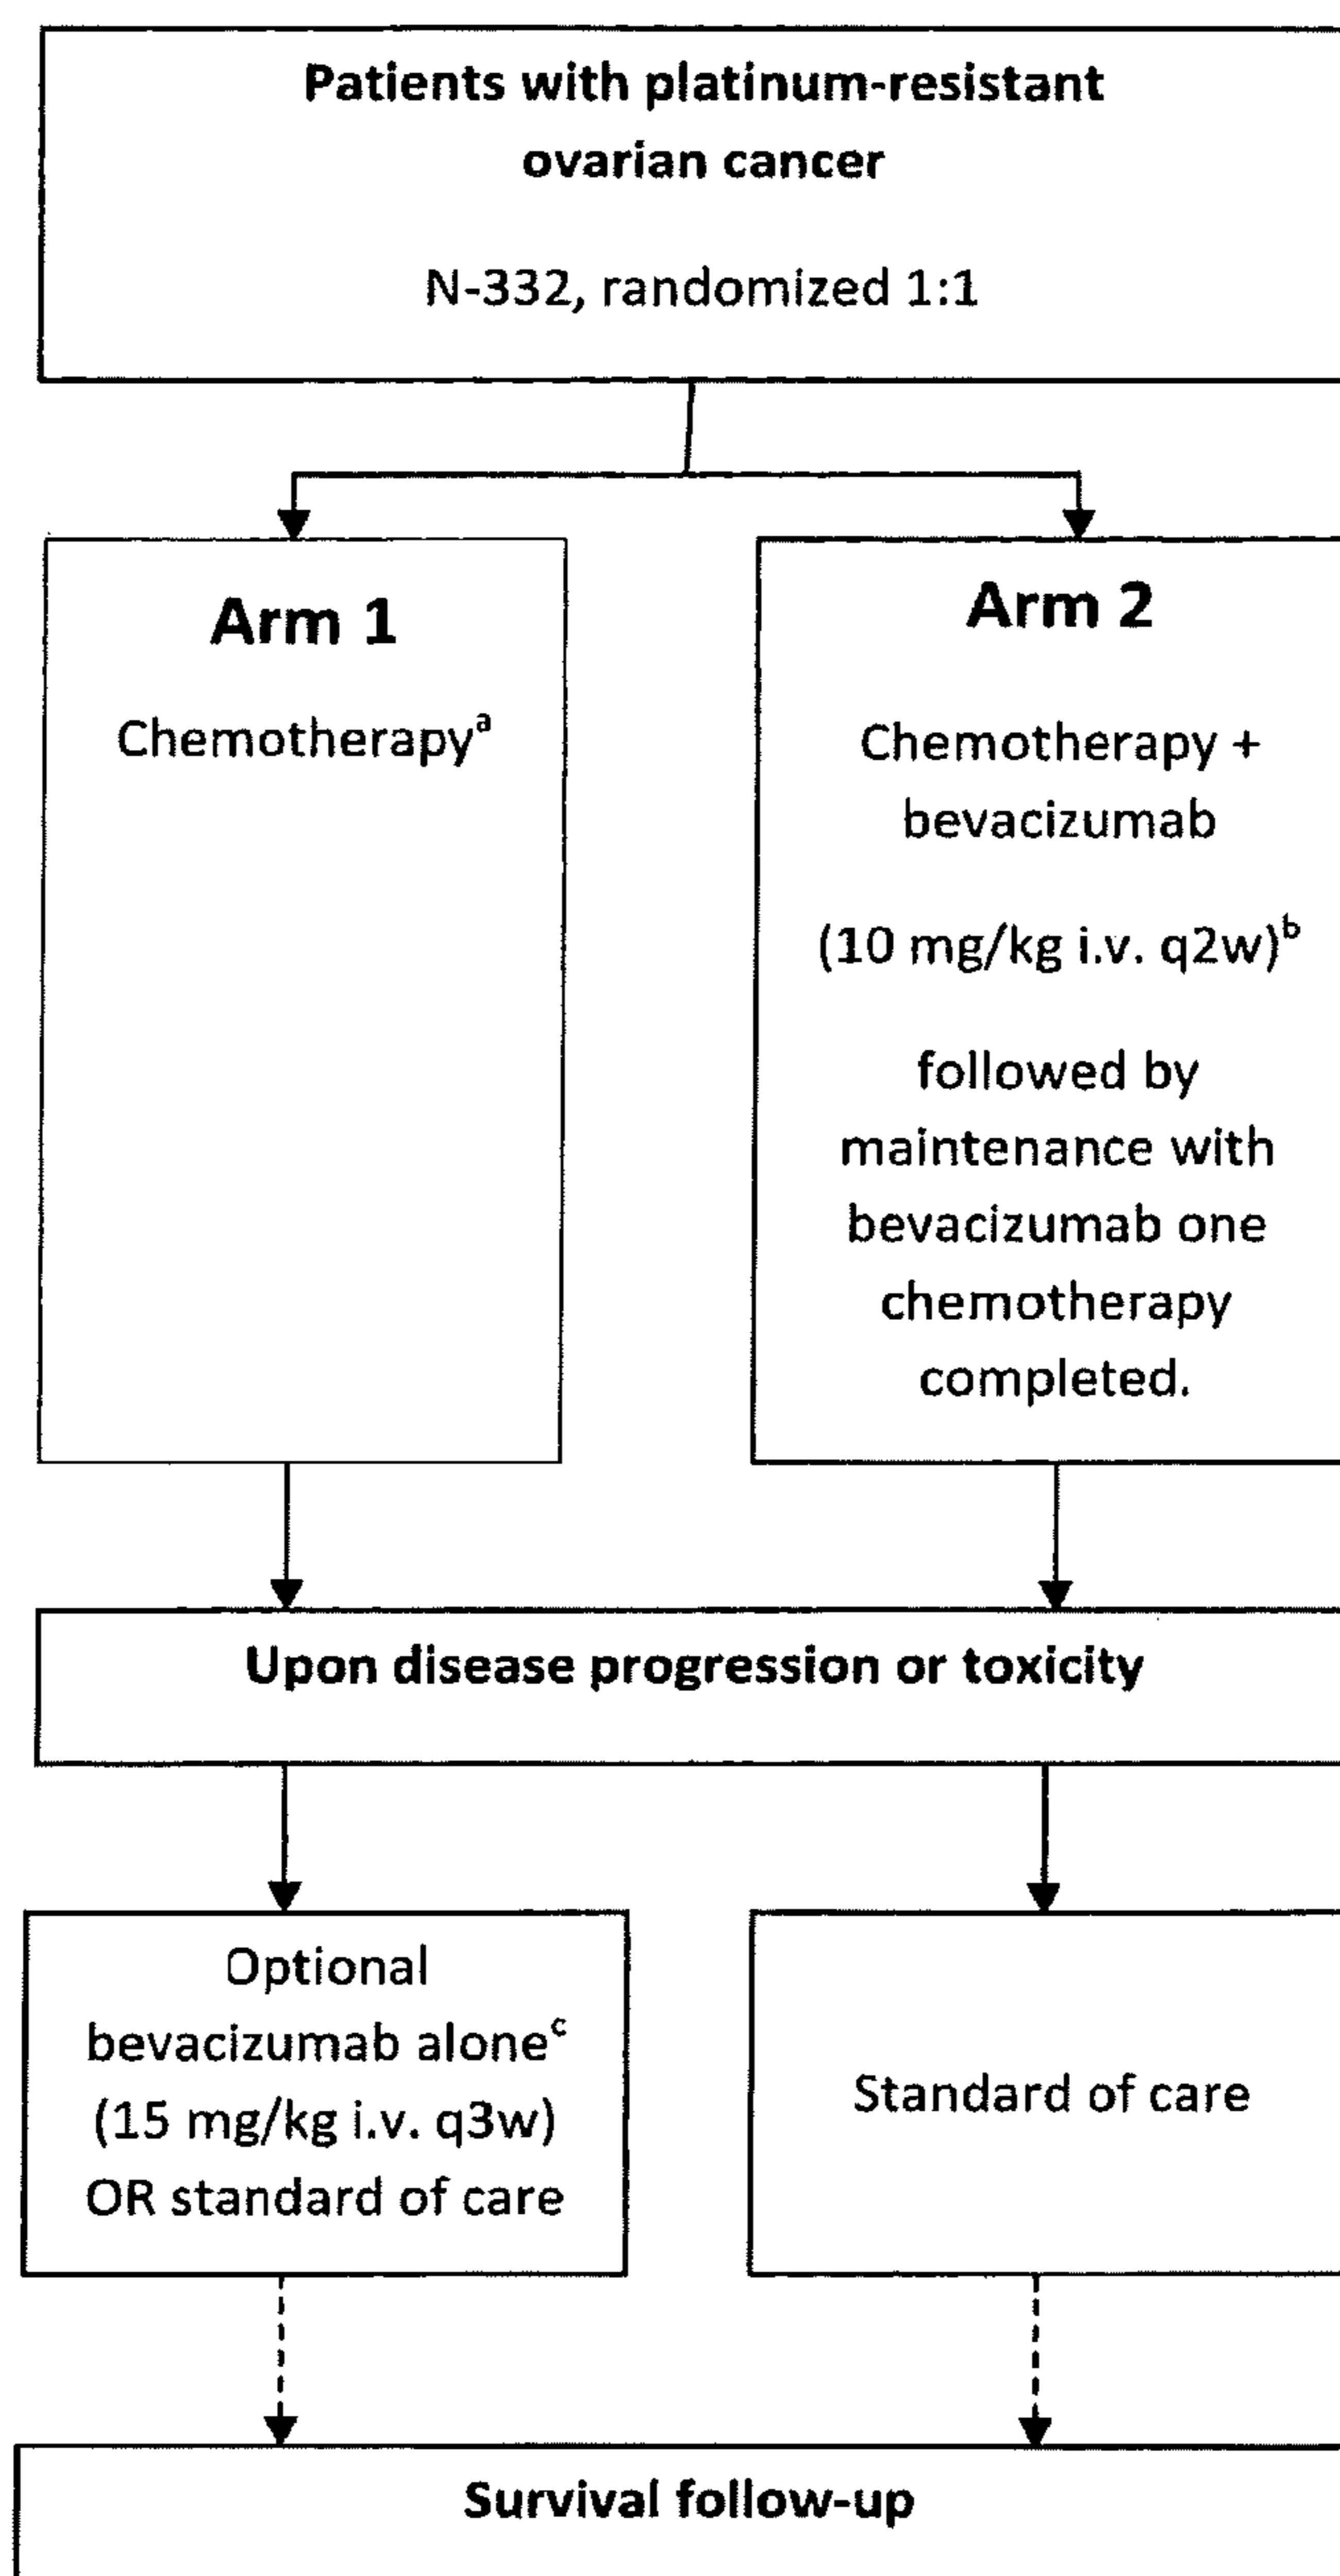 Patients with platinum-resistant
ovarian cancer
N-332, randomized 1:1
Arm 1
Chemotherapyᵃ
Arm 2
Chemotherapy +
bevacizumab
(10 mg/kg i.v. q2w)ᵇ
followed by
maintenance with
bevacizumab one
chemotherapy
completed.
Upon disease progression or toxicity
Optional
bevacizumab aloneᶜ
(15 mg/kg i.v. q3w)
OR standard of care
Standard of care
Survival follow-up